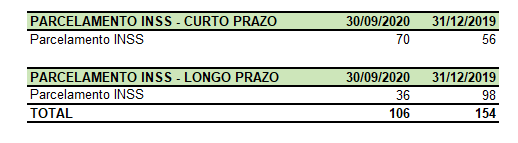 PARCELAMENTO INSS - CURTO PRAZO 30/09/2020 31/12/2019
Parcelamento INSS 70 56
PARCELAMENTO INSS - LONGO PRAZO 30/09/2020 31/12/2019
Parcelamento INSS 36 98
TOTAL 106 154